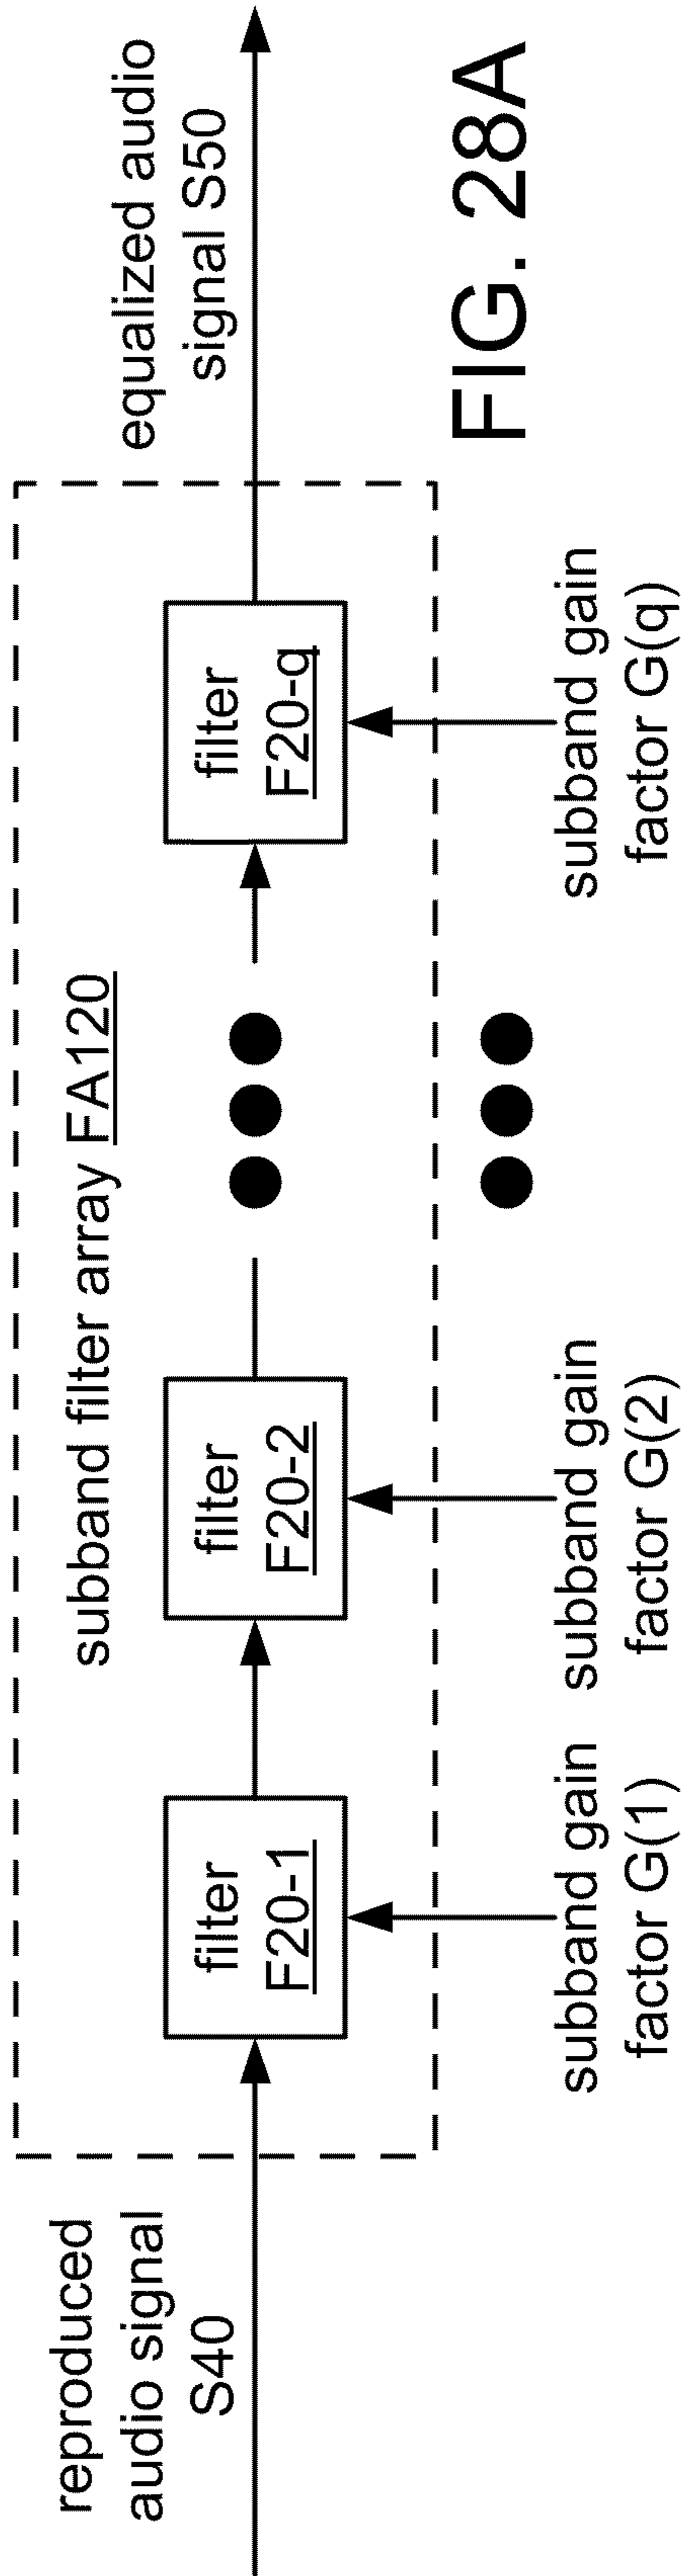 reproduced
audio signal
S40
subband filter array FA120
filter
F20-1
filter
F20-2
filter
F20-q
equalized audio
signal S50
subband gain
factor G(1)
subband gain
factor G(2)
subband gain
factor G(q)
FIG. 28A